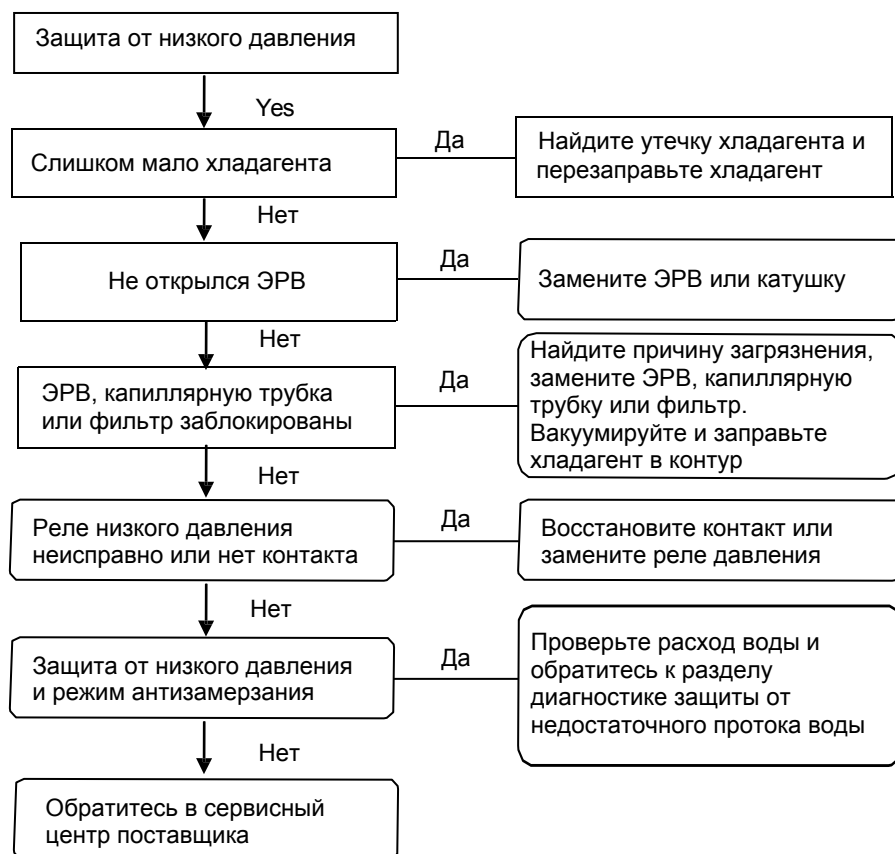 Защита от низкого давления
Yes
Слишком мало хладагента
Да
Найдите утечку хладагента и
перезаправьте хладагент
Нет
Не открылся ЭРВ
Да
Замените ЭРВ или катушку
Нет
ЭРВ, капиллярную трубка
или фильтр заблокированы
Да
Найдите причину загрязнения,
замените ЭРВ, капиллярную
трубку или фильтр.
Вакуумируйте и заправьте
хладагент в контур
Нет
Реле низкого давления
неисправно или нет контакта
Да
Восстановите контакт или
замените реле давления
Нет
Защита от низкого давления
и режим антизамерзания
Да
Проверьте расход воды и
обратитесь к разделу
диагностике защиты от
недостаточного протока воды
Нет
Обратитесь в сервисный
центр поставщика